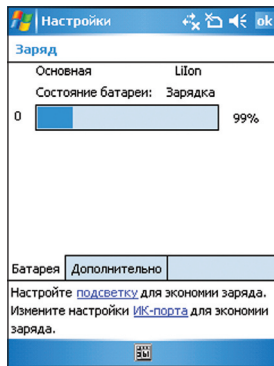 Настройки ok
Заряд
Основная LiIon
Состояние батареи: Зарядка
0 99%
Батарея Дополнительно
Настройте подсветку для экономии заряда.
Измените настройки ИК-порта для экономии
заряда.